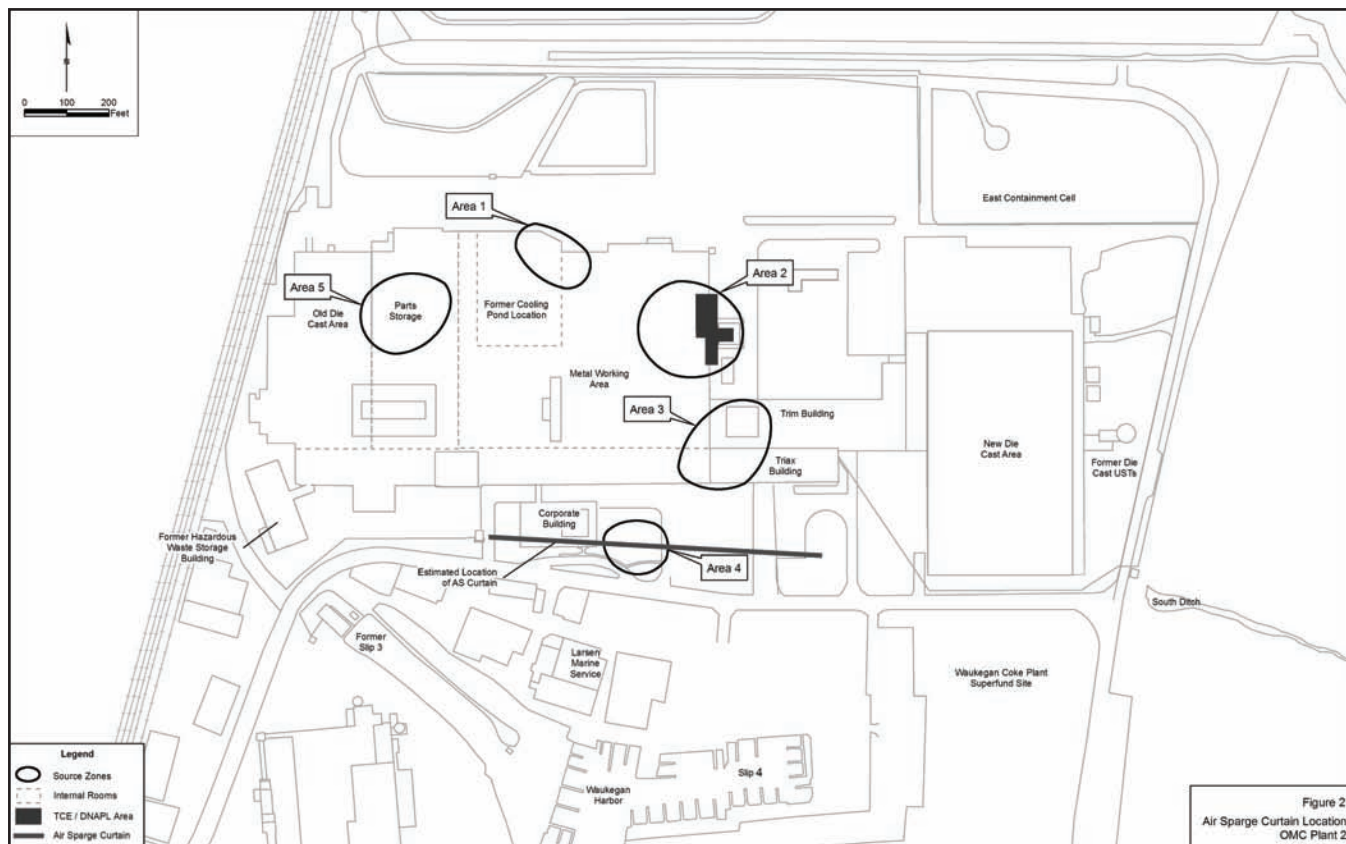 N
0 100 200
Feet
East Containment Cell
Area 1
Area 2
Area 5
Parts
Storage
Old Die
Cast Area
Former Cooling
Pond Location
Metal Working
Area
Area 3
Trim Building
New Die
Cast Area
Former Die
Cast USTs
Triax
Building
Corporate
Building
Former Hazardous
Waste Storage
Building
Estimated Location
of AS Curtain
Area 4
South Ditch
Former
Slip 3
Larsen
Marine
Service
Waukegan Coke Plant
Superfund Site
Slip 4
Waukegan
Harbor
Legend
Source Zones
Internal Rooms
TCE / DNAPL Area
Air Sparge Curtain
Figure 2
Air Sparge Curtain Location
OMC Plant 2